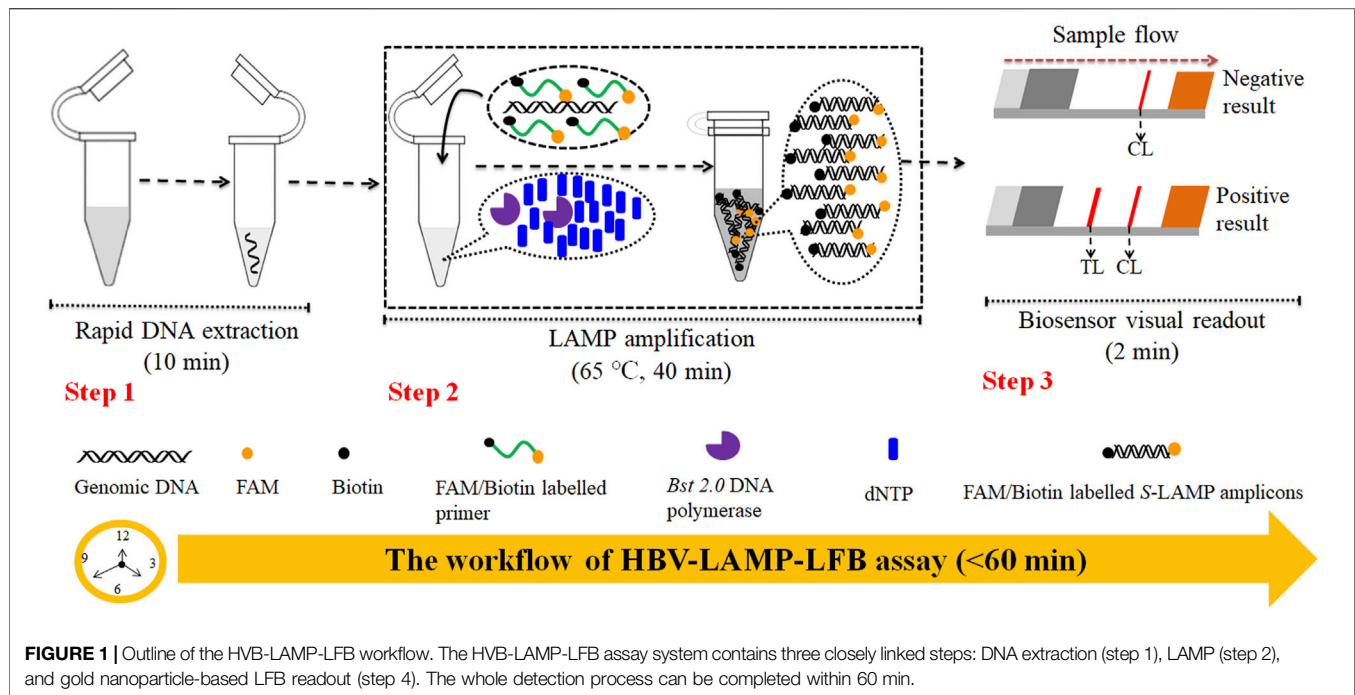 Sample flow
Negative
result
CL
Positive
result
TL CL
Rapid DNA extraction
(10 min)
Step 1
LAMP amplification
(65 °C, 40 min)
Step 2
Biosensor visual readout
(2 min)
Step 3
Genomic DNA
FAM
Biotin
FAM/Biotin labelled
primer
Bst 2.0 DNA
polymerase
dNTP
FAM/Biotin labelled S-LAMP amplicons
12
9
3
6
The workflow of HBV-LAMP-LFB assay (<60 min)
FIGURE 1 | Outline of the HVB-LAMP-LFB workflow. The HVB-LAMP-LFB assay system contains three closely linked steps: DNA extraction (step 1), LAMP (step 2),
and gold nanoparticle-based LFB readout (step 4). The whole detection process can be completed within 60 min.